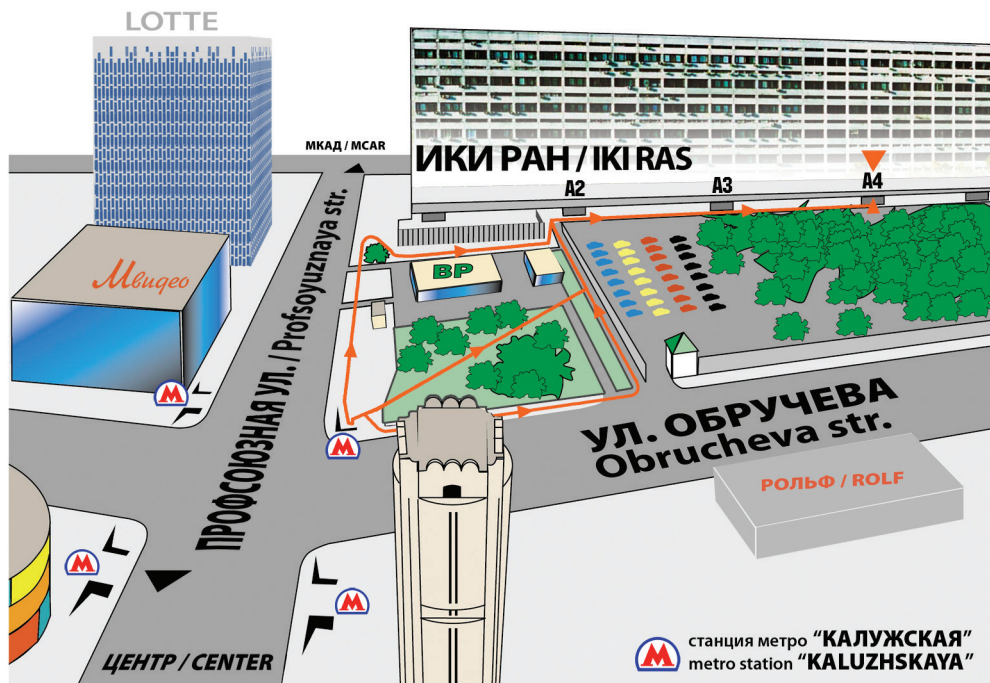 LOTTE
МКАД / MCAR
ИКИ РАН / IKI RAS
A2
A3
A4
Мвидео
BP
ПРОФСОЮЗНАЯ УЛ. / Profsoyuznaya str.
М
М
УЛ. ОБРУЧЕВА
Obrucheva str.
РОЛЬФ / ROLF
М
М
ЦЕНТР / CENTER
М
станция метро "КАЛУЖСКАЯ"
metro station "KALUZHSKAYA"